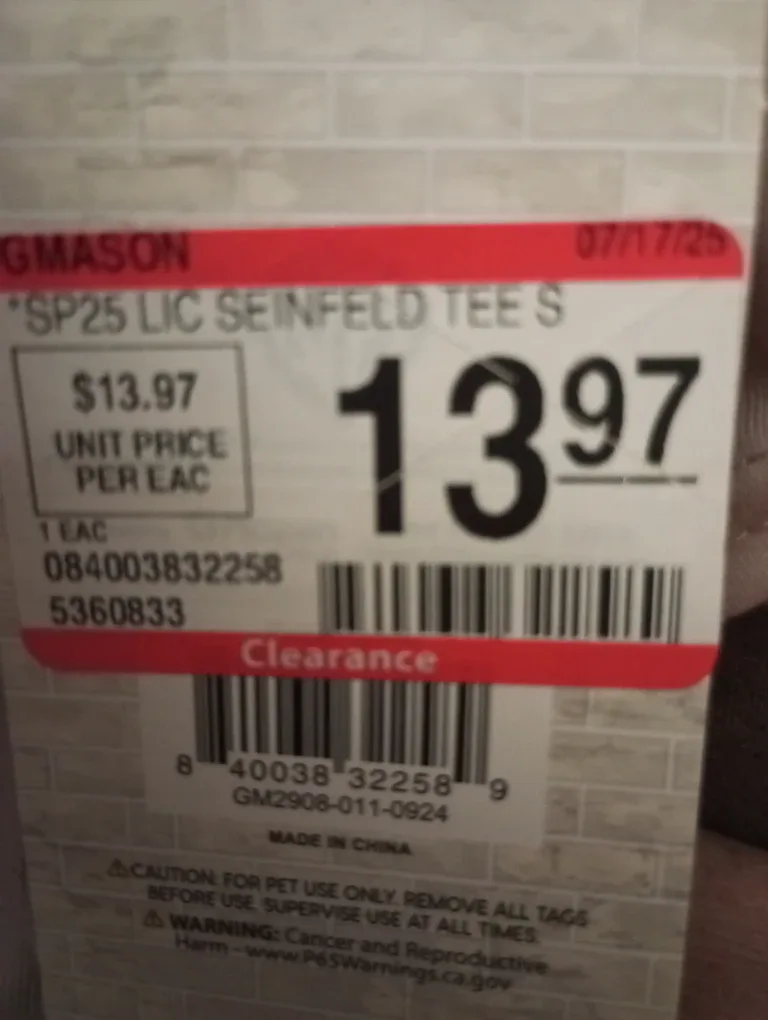 GMASON 07/17/25
*SP25 LIC SEINFELD TEE S
$13.97
UNIT PRICE
PER EAC
13 97
1 EAC
084003832258
5360833
Clearance
8 40038 32258 9
GM2908-011-0924
MADE IN CHINA
⚠CAUTION: FOR PET USE ONLY. REMOVE ALL TAGS
BEFORE USE. SUPERVISE USE AT ALL TIMES.
⚠ WARNING: Cancer and Reproductive
Harm - www.P65Warnings.ca.gov